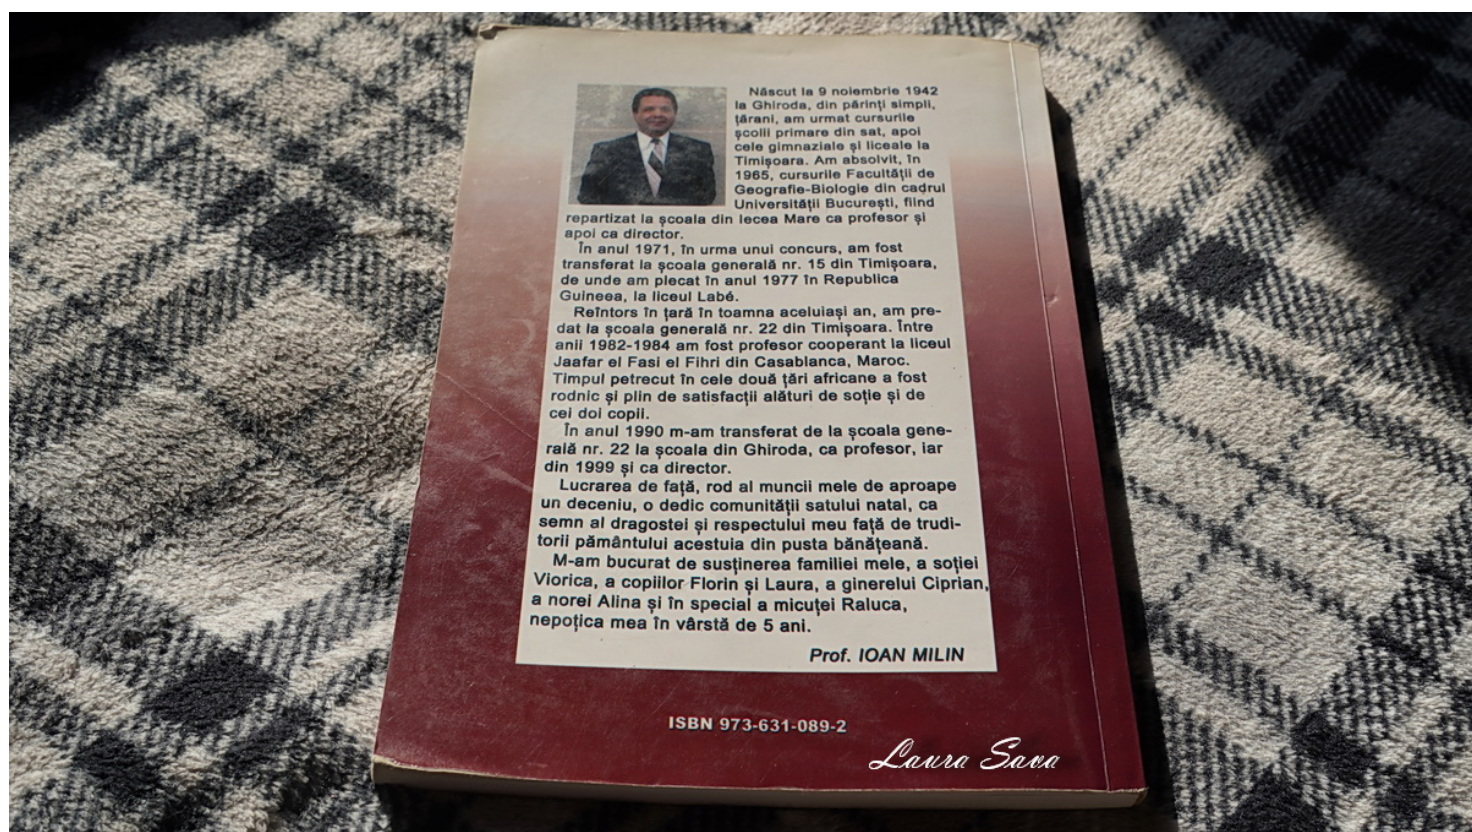 Născut la 9 noiembrie 1942
la Ghiroda, din părinți simpli,
țărani, am urmat cursurile
școlii primare din sat, apoi
cele gimnaziale și liceale la
Timișoara. Am absolvit, în
1965, cursurile Facultății de
Geografie-Biologie din cadrul
Universității București, fiind
repartizat la școala din Iecea Mare ca profesor și
apoi ca director.
În anul 1971, în urma unui concurs, am fost
transferat la școala generală nr. 15 din Timișoara,
de unde am plecat în anul 1977 în Republica
Guineea, la liceul Labé.
Reîntors în țară în toamna aceluiași an, am pre-
dat la școala generală nr. 22 din Timișoara. Între
anii 1982-1984 am fost profesor cooperant la liceul
Jaafar el Fasi el Fihri din Casablanca, Maroc.
Timpul petrecut în cele două țări africane a fost
rodnic și plin de satisfacții alături de soție și de
cei doi copii.
În anul 1990 m-am transferat de la școala gene-
rală nr. 22 la școala din Ghiroda, ca profesor, iar
din 1999 și ca director.
Lucrarea de față, rod al muncii mele de aproape
un deceniu, o dedic comunității satului natal, ca
semn al dragostei și respectului meu față de trudi-
torii pământului acestuia din pusta bănățeană.
M-am bucurat de susținerea familiei mele, a soției
Viorica, a copiilor Florin și Laura, a ginerelui Ciprian,
a norei Alina și în special a micuței Raluca,
nepoțica mea în vârstă de 5 ani.
Prof. IOAN MILIN
ISBN 973-631-089-2
Laura Sava